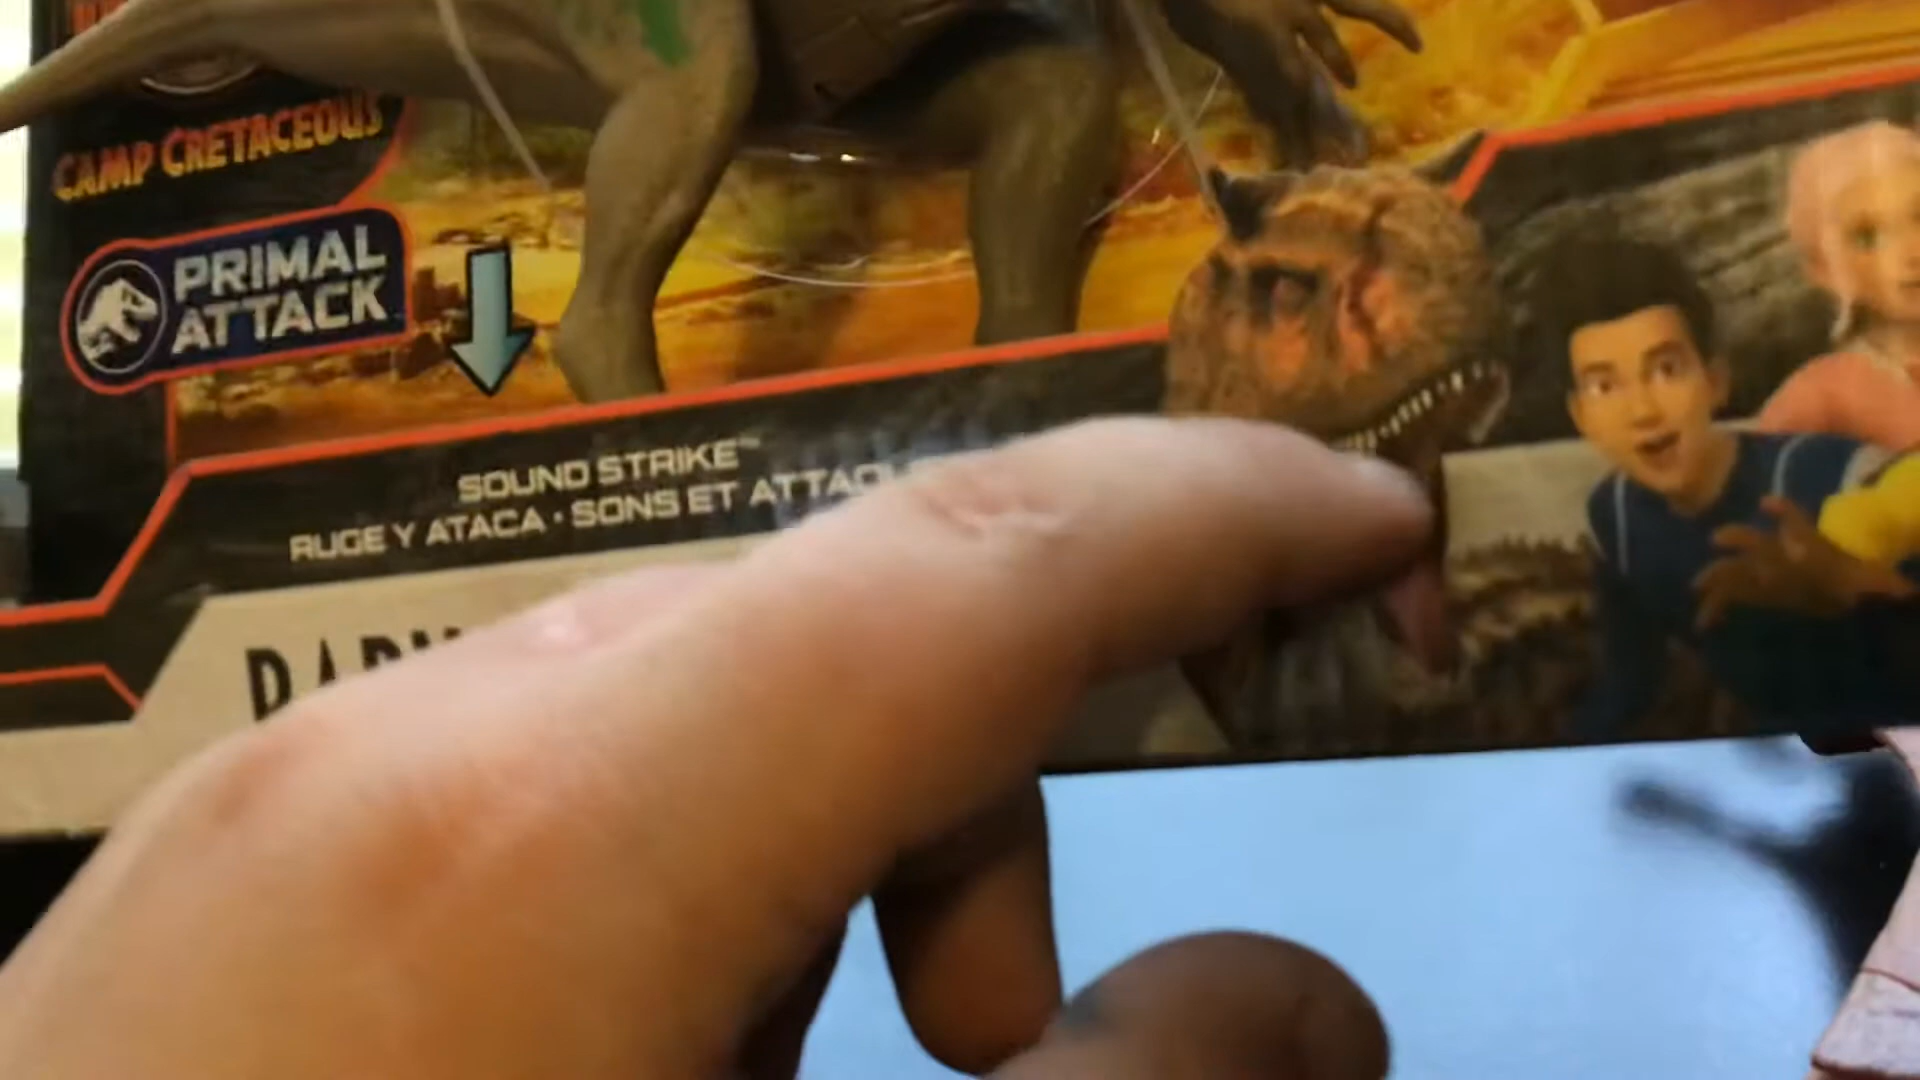 CAMP CRETACEOUS
PRIMAL
ATTACK
SOUND STRIKE™
RUGE Y ATACA • SONS ET